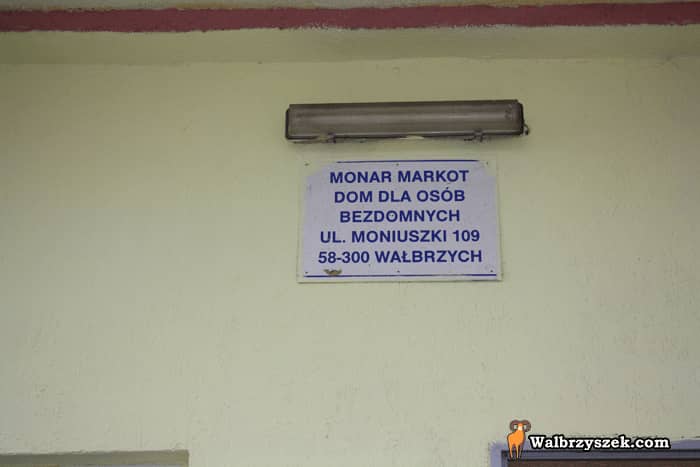 MONAR MARKOT
DOM DLA OSÓB
BEZDOMNYCH
UL. MONIUSZKI 109
58-300 WAŁBRZYCH
Walbrzyszek.com